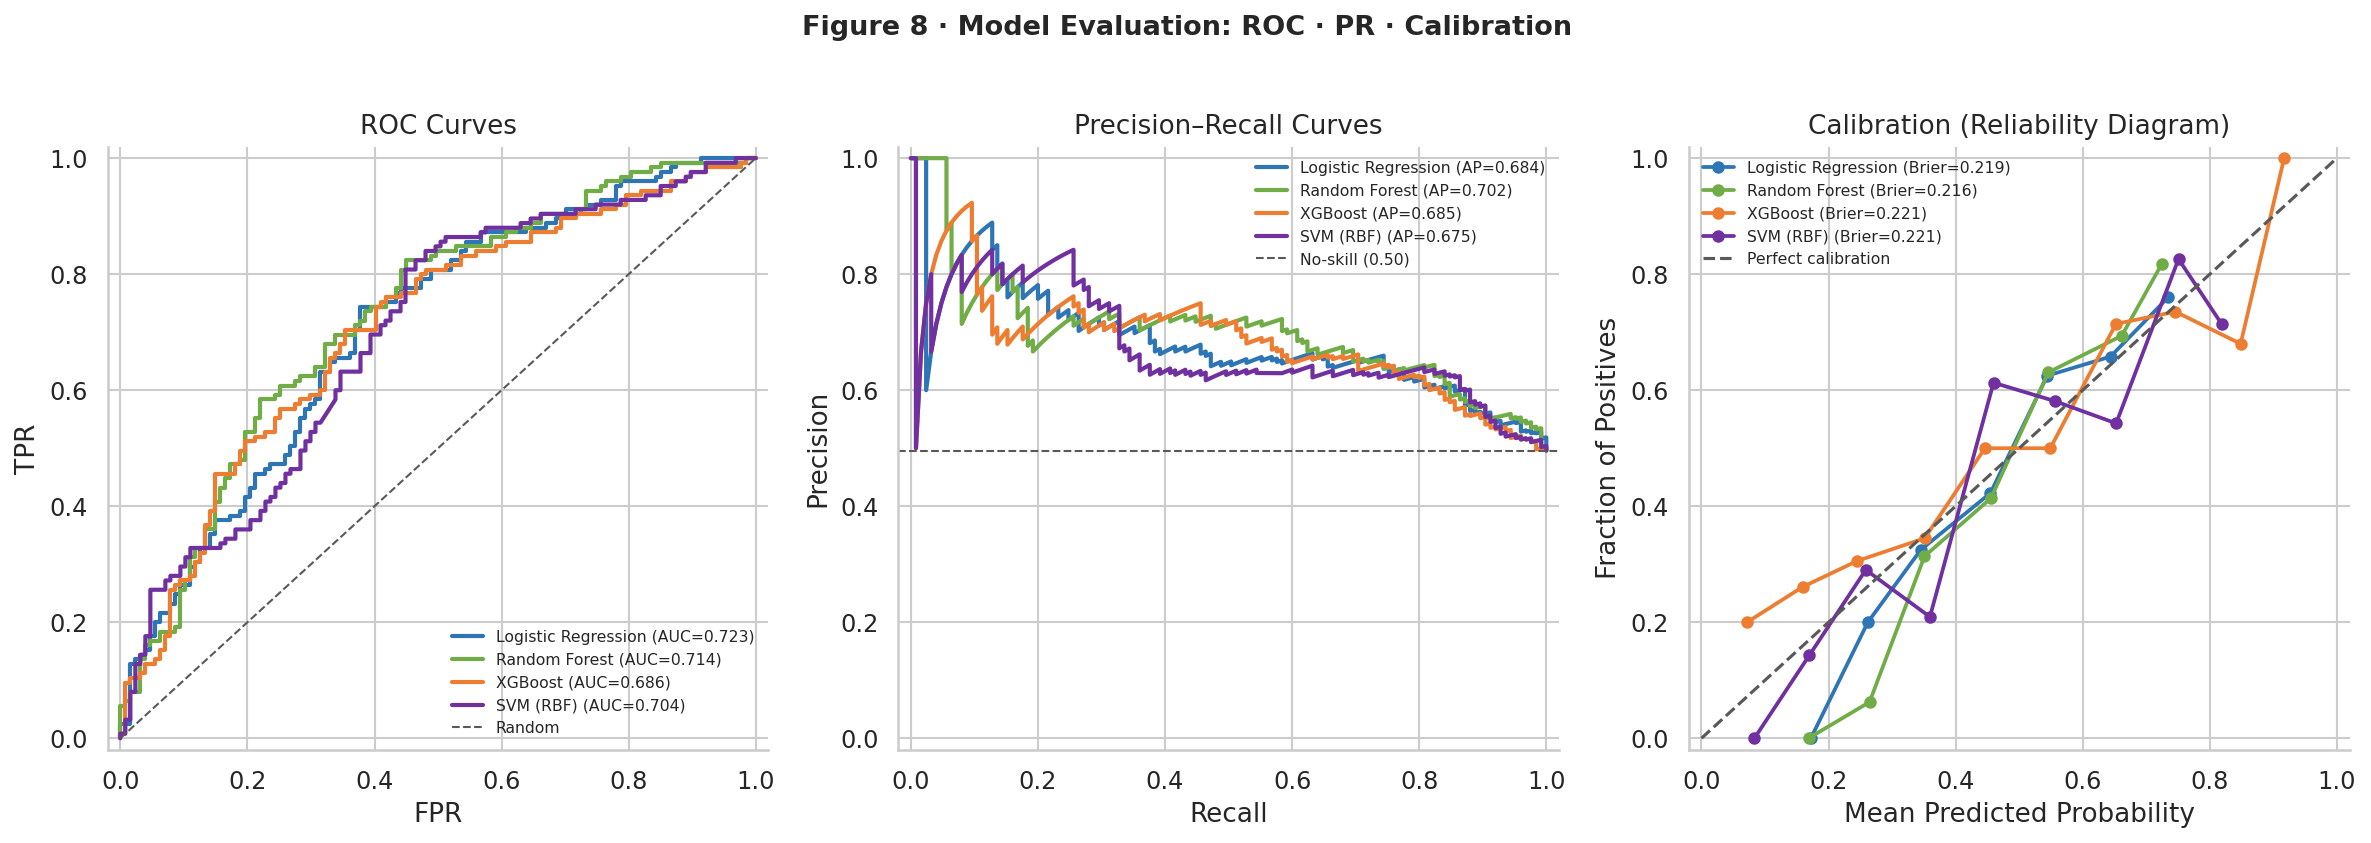 Figure 8 · Model Evaluation: ROC · PR · Calibration
ROC Curves
TPR
1.0
0.8
0.6
0.4
0.2
0.0
Logistic Regression (AUC=0.723)
Random Forest (AUC=0.714)
XGBoost (AUC=0.686)
SVM (RBF) (AUC=0.704)
Random
0.0 0.2 0.4 0.6 0.8 1.0
FPR
Precision–Recall Curves
Precision
1.0
0.8
0.6
0.4
0.2
0.0
Logistic Regression (AP=0.684)
Random Forest (AP=0.702)
XGBoost (AP=0.685)
SVM (RBF) (AP=0.675)
No-skill (0.50)
0.0 0.2 0.4 0.6 0.8 1.0
Recall
Calibration (Reliability Diagram)
Fraction of Positives
1.0
0.8
0.6
0.4
0.2
0.0
Logistic Regression (Brier=0.219)
Random Forest (Brier=0.216)
XGBoost (Brier=0.221)
SVM (RBF) (Brier=0.221)
Perfect calibration
0.0 0.2 0.4 0.6 0.8 1.0
Mean Predicted Probability